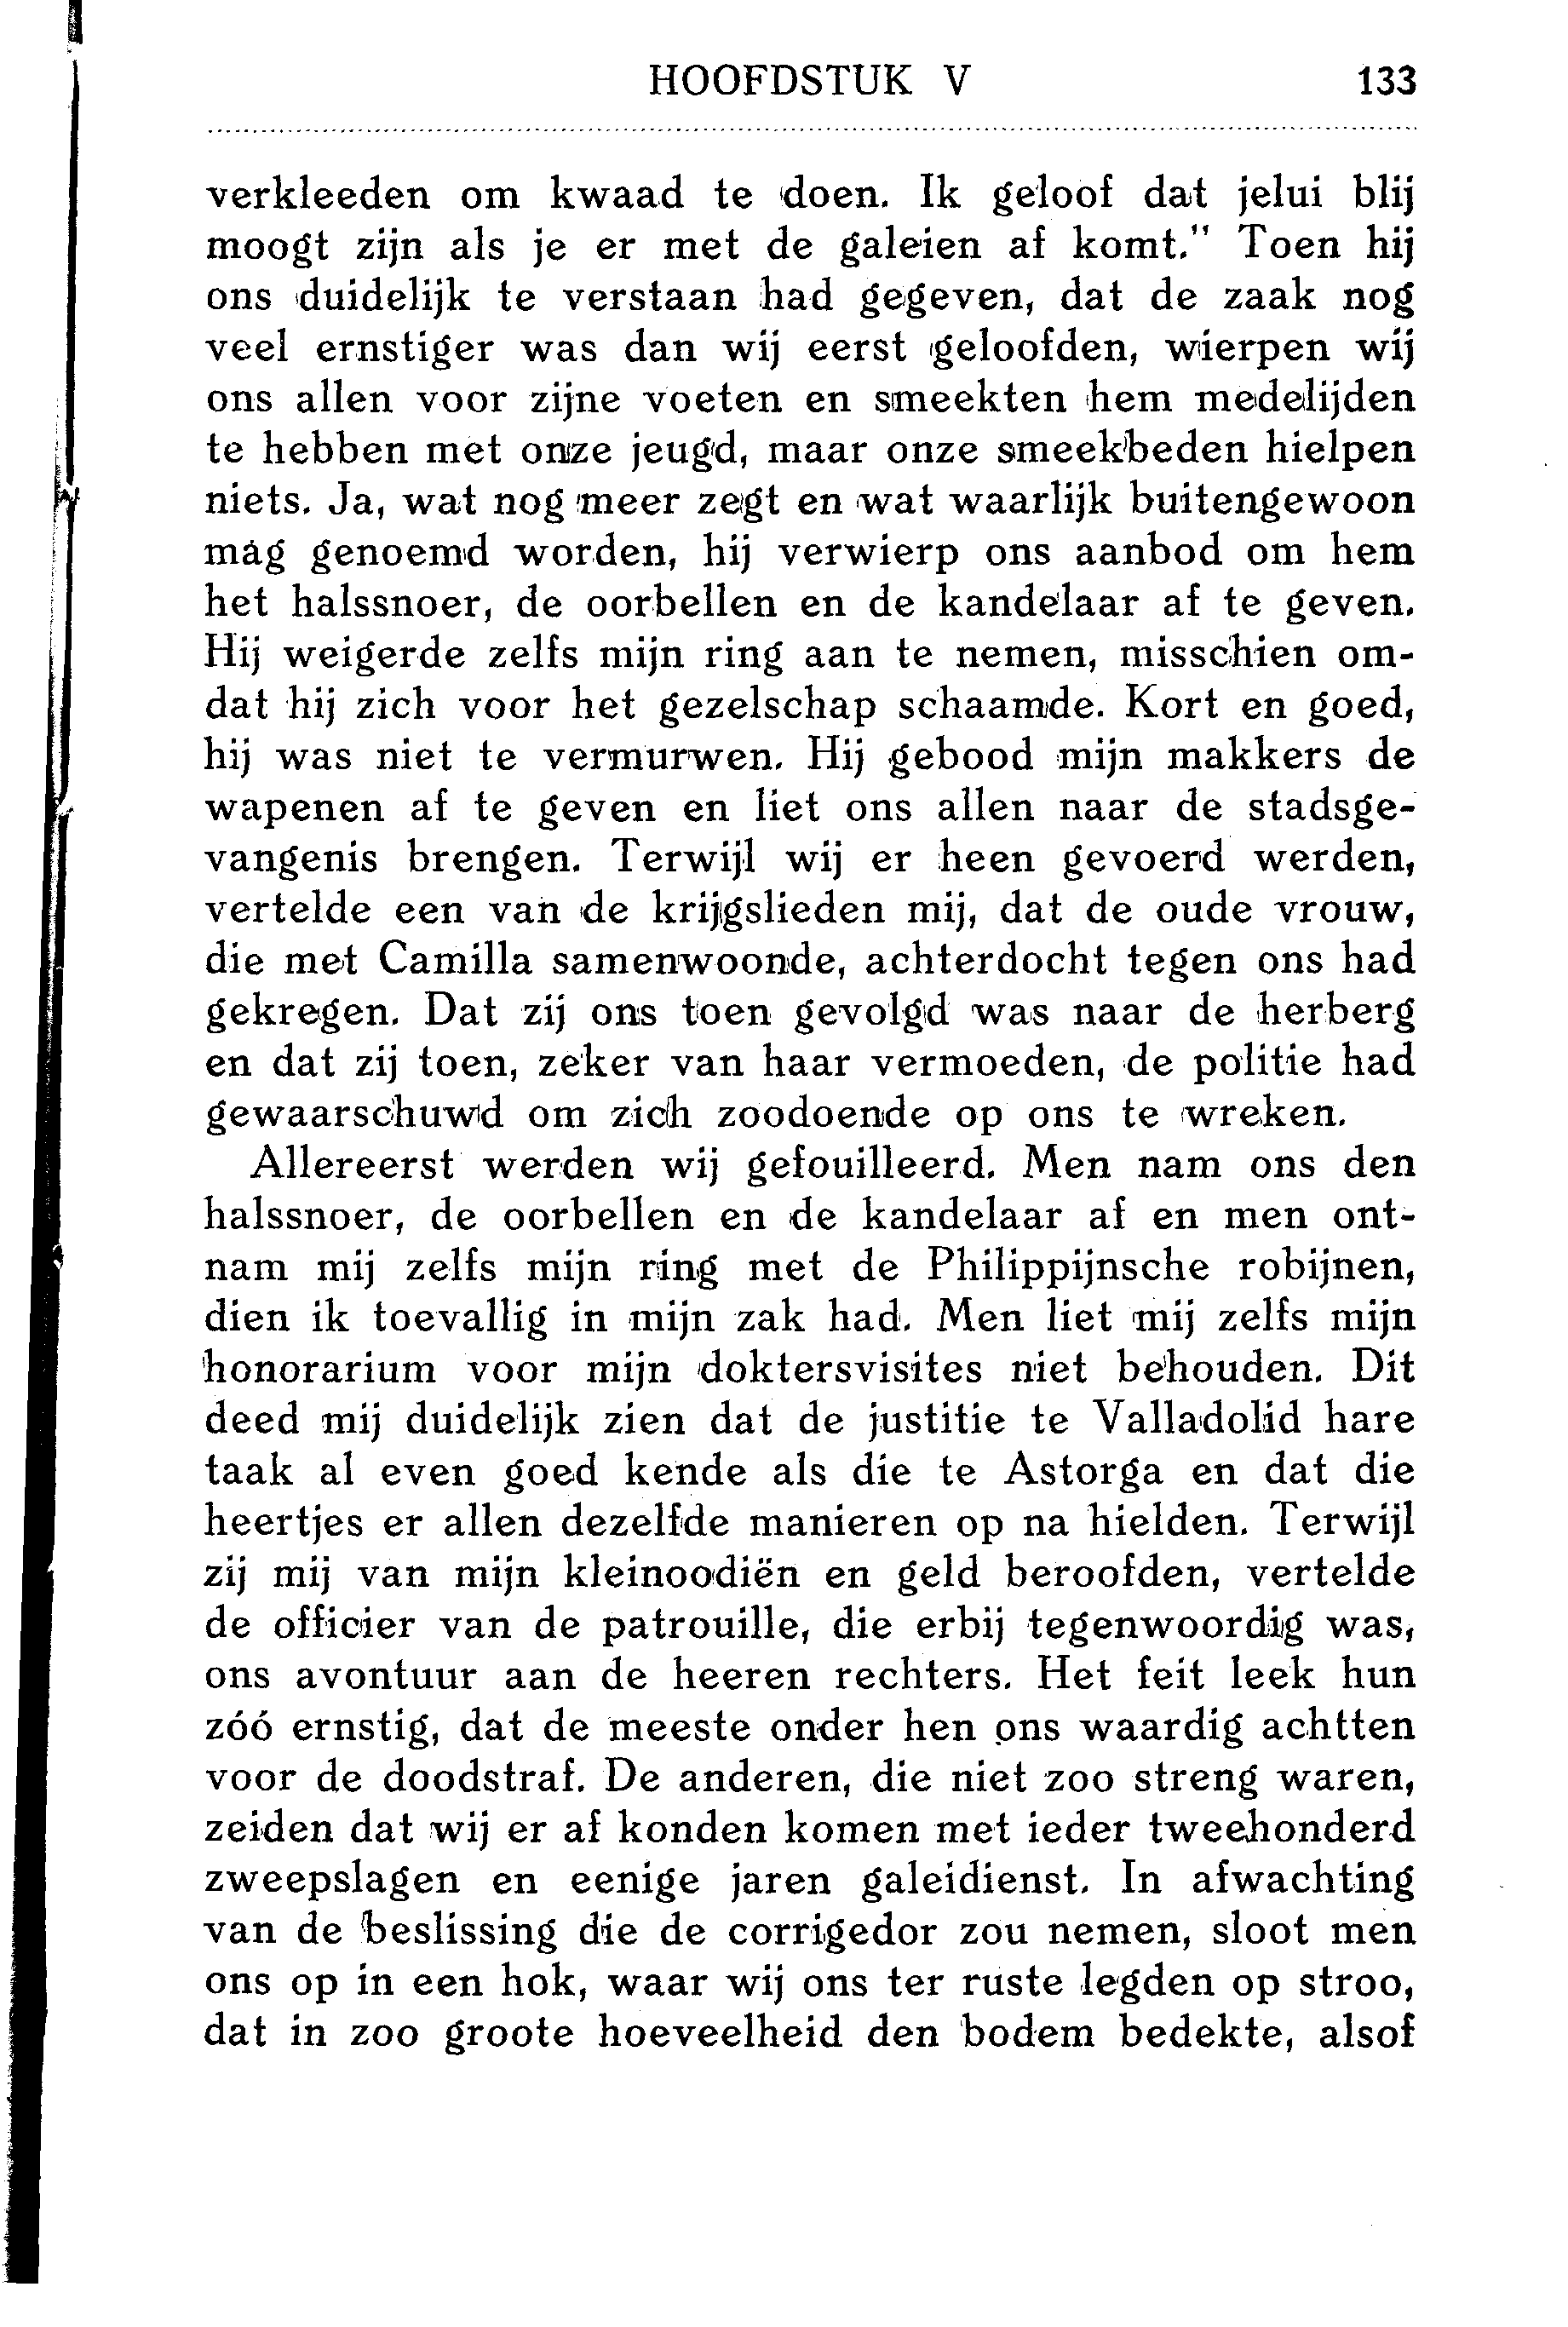 HOOFDSTUK V 133
verkleeden om kwaad te doen. Ik geloof dat jelui blij
moogt zijn als je er met de galeien af komt." Toen hij
ons duidelijk te verstaan had gegeven, dat de zaak nog
veel ernstiger was dan wij eerst geloofden, wierpen wij
ons allen voor zijne voeten en smeekten hem medelijden
te hebben met onze jeugd, maar onze smeekbeden hielpen
niets. Ja, wat nog meer zegt en wat waarlijk buitengewoon
mag genoemd worden, hij verwierp ons aanbod om hem
het halssnoer, de oorbellen en de kandelaar af te geven.
Hij weigerde zelfs mijn ring aan te nemen, misschien om-
dat hij zich voor het gezelschap schaamde. Kort en goed,
hij was niet te vermurwen. Hij gebood mijn makkers de
wapenen af te geven en liet ons allen naar de stadsge-
vangenis brengen. Terwijl wij er heen gevoerd werden,
vertelde een van de krijgslieden mij, dat de oude vrouw,
die met Camilla samenwoonde, achterdocht tegen ons had
gekregen. Dat zij ons toen gevolgd was naar de herberg
en dat zij toen, zeker van haar vermoeden, de politie had
gewaarschuwd om zich zoodoende op ons te wreken.
Allereerst werden wij gefouilleerd. Men nam ons den
halssnoer, de oorbellen en de kandelaar af en men ont-
nam mij zelfs mijn ring met de Philippijnsche robijnen,
dien ik toevallig in mijn zak had. Men liet mij zelfs mijn
honorarium voor mijn doktersvisites niet behouden. Dit
deed mij duidelijk zien dat de justitie te Valladolid hare
taak al even goed kende als die te Astorga en dat die
heertjes er allen dezelfde manieren op na hielden. Terwijl
zij mij van mijn kleinoodiën en geld beroofden, vertelde
de officier van de patrouille, die erbij tegenwoordig was,
ons avontuur aan de heeren rechters. Het feit leek hun
zóó ernstig, dat de meeste onder hen ons waardig achtten
voor de doodstraf. De anderen, die niet zoo streng waren,
zeiden dat wij er af konden komen met ieder tweehonderd
zweepslagen en eenige jaren galeidienst. In afwachting
van de beslissing die de corrigedor zou nemen, sloot men
ons op in een hok, waar wij ons ter ruste legden op stroo,
dat in zoo groote hoeveelheid den bodem bedekte, alsof